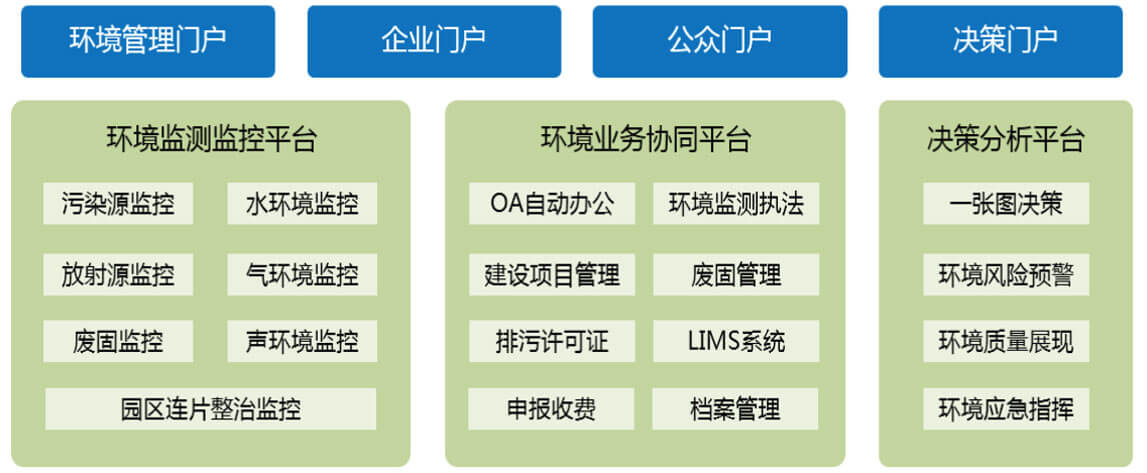 环境管理门户
企业门户
公众门户
决策门户
环境监测监控平台
污染源监控
水环境监控
放射源监控
气环境监控
废固监控
声环境监控
园区连片整治监控
环境业务协同平台
OA自动办公
环境监测执法
建设项目管理
废固管理
排污许可证
LIMS系统
申报收费
档案管理
决策分析平台
一张图决策
环境风险预警
环境质量展现
环境应急指挥